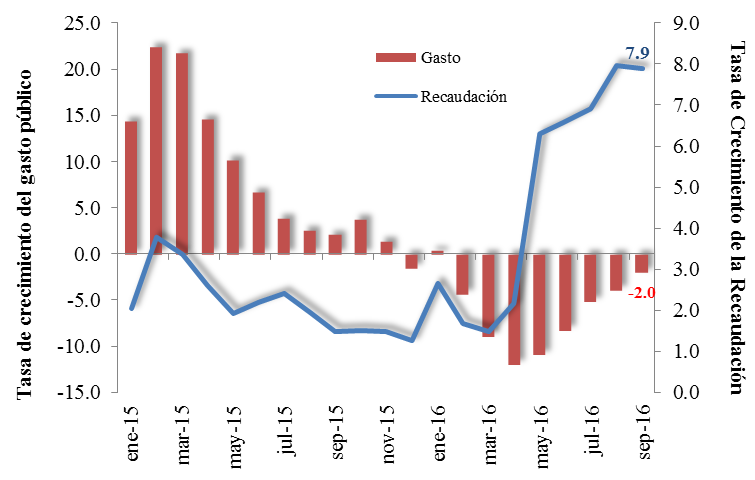 Tasa de crecimiento del gasto público
25.0
20.0
15.0
10.0
5.0
0.0
-5.0
-10.0
-15.0
Gasto
Recaudación
7.9
-2.0
9.0
8.0
7.0
6.0
5.0
4.0
3.0
2.0
1.0
0.0
Tasa de Crecimiento de la Recaudación
ene-15
mar-15
may-15
jul-15
sep-15
nov-15
ene-16
mar-16
may-16
jul-16
sep-16